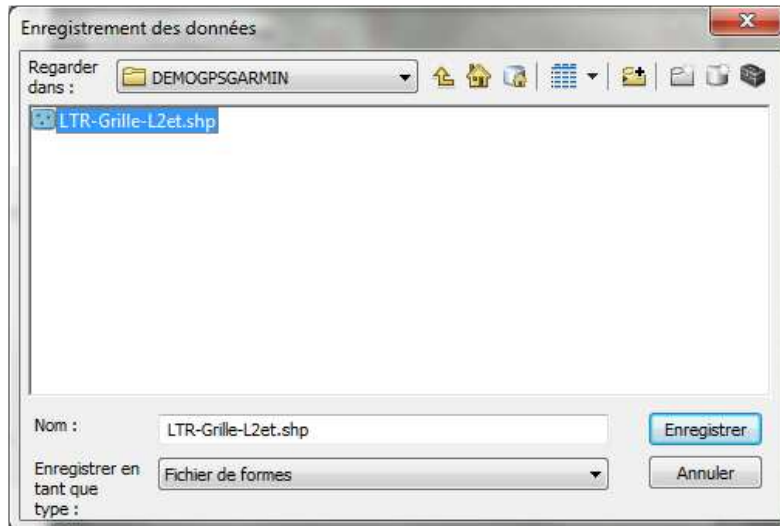 Enregistrement des données
Regarder
dans :
DEMOGPSGARMIN
LTR-Grille-L2et.shp
Nom :
LTR-Grille-L2et.shp
Enregistrer
Enregistrer en
tant que
type :
Fichier de formes
Annuler